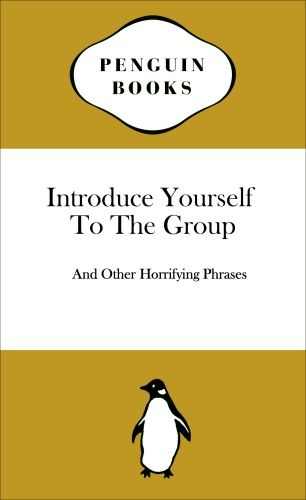 PENGUIN
BOOKS
Introduce Yourself
To The Group
And Other Horrifying Phrases